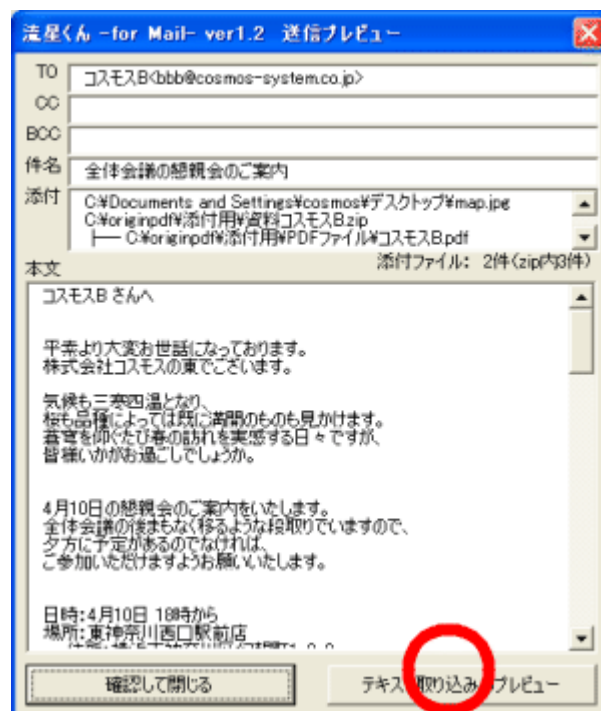 流星くん -for Mail- ver1.2 送信プレビュー
TO コスモスB<bbb@cosmos-system.co.jp>
CC
BCC
件名 全体会議の懇親会のご案内
添付 C¥Documents and Settings¥cosmos¥デスクトップ¥map.jpg
C¥originpdf¥添付用¥資料コスモスB.zip
├── C¥originpdf¥添付用¥PDFファイル¥コスモスB.pdf
添付ファイル: 2件(zip内3件)
本文
コスモスB さんへ
平素より大変お世話になっております。
株式会社コスモスの東でございます。
気候も三寒四温となり、
桜も品種によっては既に満開のものも見かけます。
蒼穹を仰ぐたび春の訪れを実感する日々ですが、
皆様いかがお過ごしでしょうか。
4月10日の懇親会のご案内をいたします。
全体会議の後まもなく移るような段取りでいますので、
夕方に予定があるのでなければ、
ご参加いただけますようお願いいたします。
日時:4月10日 18時から
場所:東神奈川西口駅前店
確認して閉じる
テキスト取り込み プレビュー